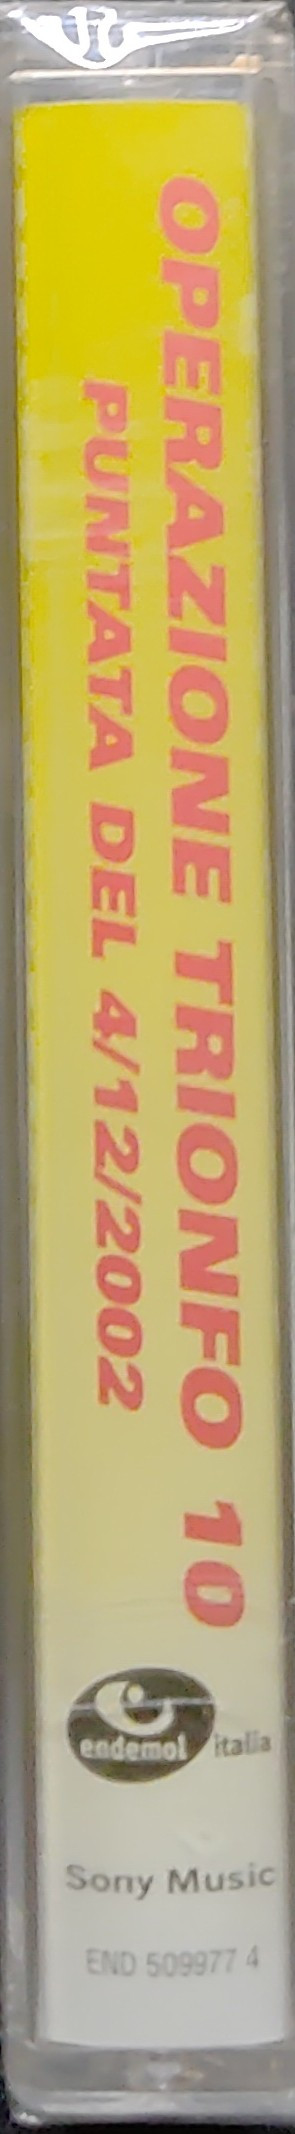 OPERAZIONE TRIONFO 10
PUNTATA DEL 4/12/2002
endemol italia
Sony Music
END 509977 4